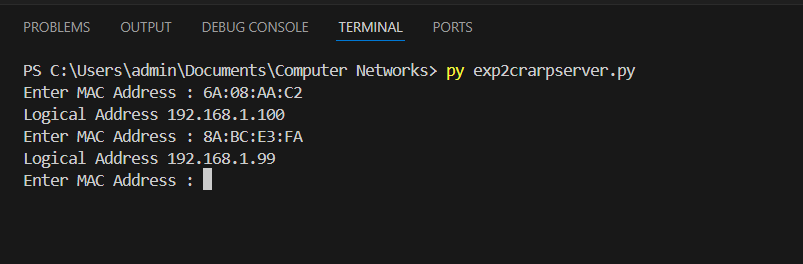 PROBLEMS OUTPUT DEBUG CONSOLE TERMINAL PORTS
PS C:\Users\admin\Documents\Computer Networks> py exp2crarpserver.py
Enter MAC Address : 6A:08:AA:C2
Logical Address 192.168.1.100
Enter MAC Address : 8A:BC:E3:FA
Logical Address 192.168.1.99
Enter MAC Address :